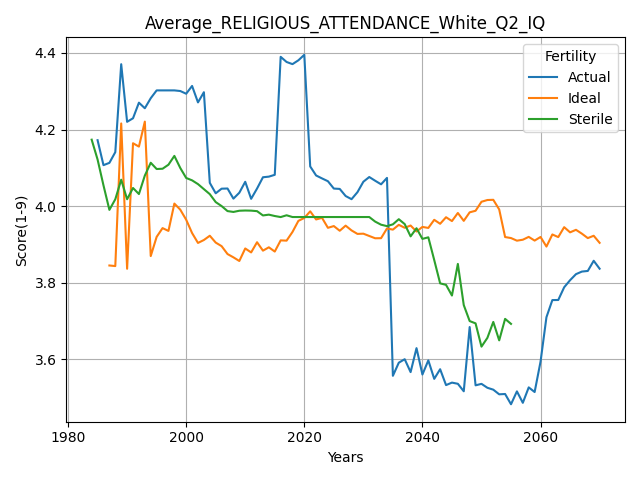 Average_RELIGIOUS_ATTENDANCE_White_Q2_IQ
Fertility
Actual
Ideal
Sterile
Score(1-9)
4.4
4.2
4.0
3.8
3.6
1980
2000
2020
2040
2060
Years